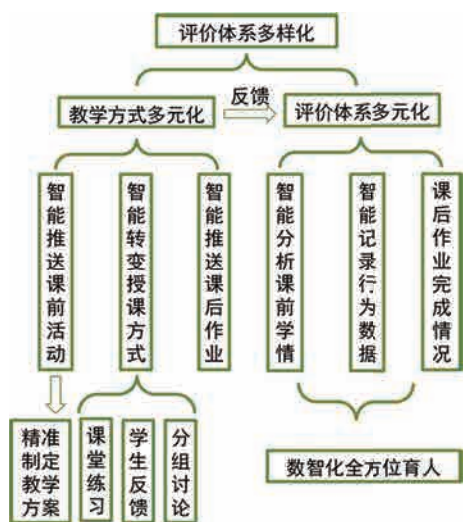 评价体系多样化
教学方式多元化
反馈
评价体系多元化
智能推送课前活动
智能转变授课方式
智能推送课后作业
智能分析课前学情
智能记录行为数据
课后作业完成情况
精准
制定
教学
方案
课堂练习
学生反馈
分组讨论
数智化全方位育人